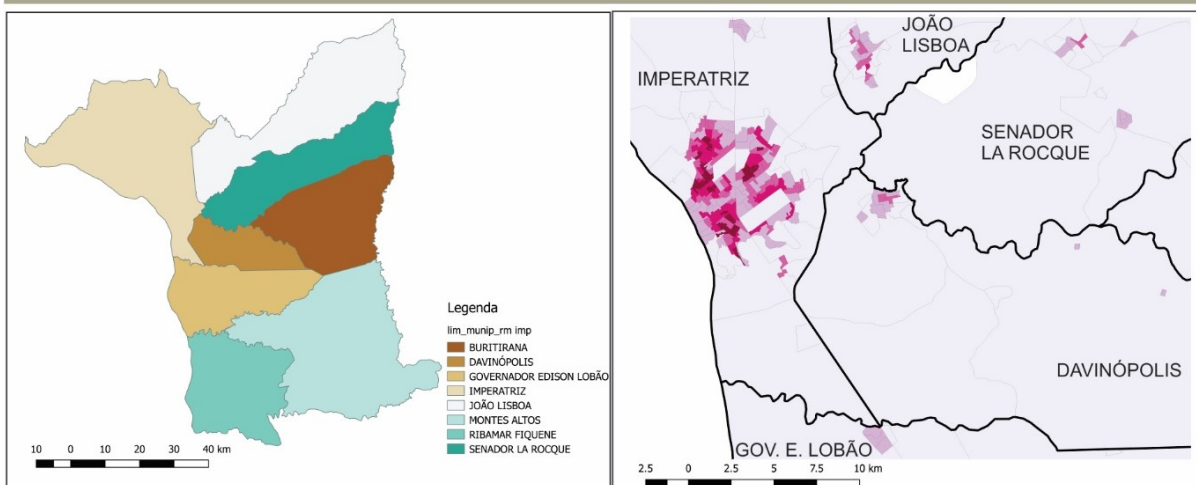 Legenda
lim_munip_rm imp
BURITIRANA
DAVINÓPOLIS
GOVERNADOR EDISON LOBÃO
IMPERATRIZ
JOÃO LISBOA
MONTES ALTOS
RIBAMAR FIQUENE
SENADOR LA ROCQUE
10 0 10 20 30 40 km
JOÃO
LISBOA
IMPERATRIZ
SENADOR
LA ROCQUE
DAVINÓPOLIS
GOV. E. LOBÃO
2.5 0 2.5 5 7.5 10 km